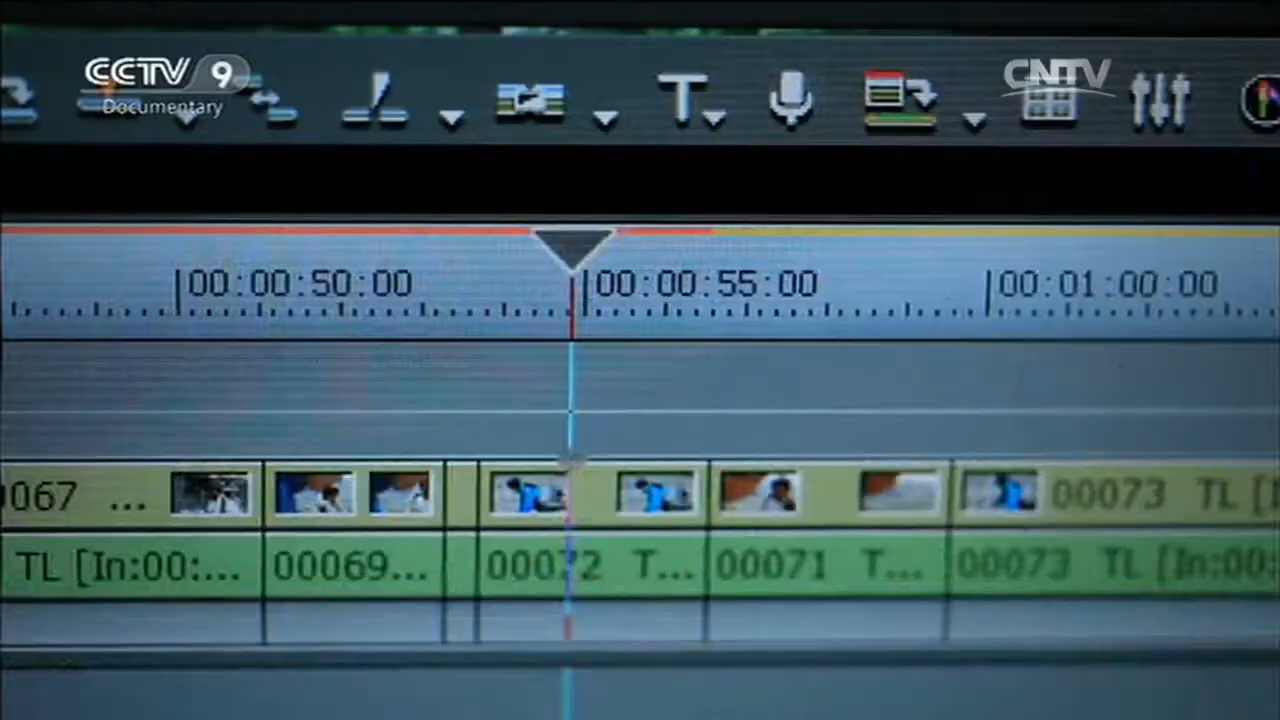 CCTV 9
Documentary
CNTV
T
00:00:50:00 00:00:55:00 00:01:00:00
0067 ... 00073 TL [I
TL [In:00:... 00069... 00072 T... 00071 T... 00073 TL [In:00: